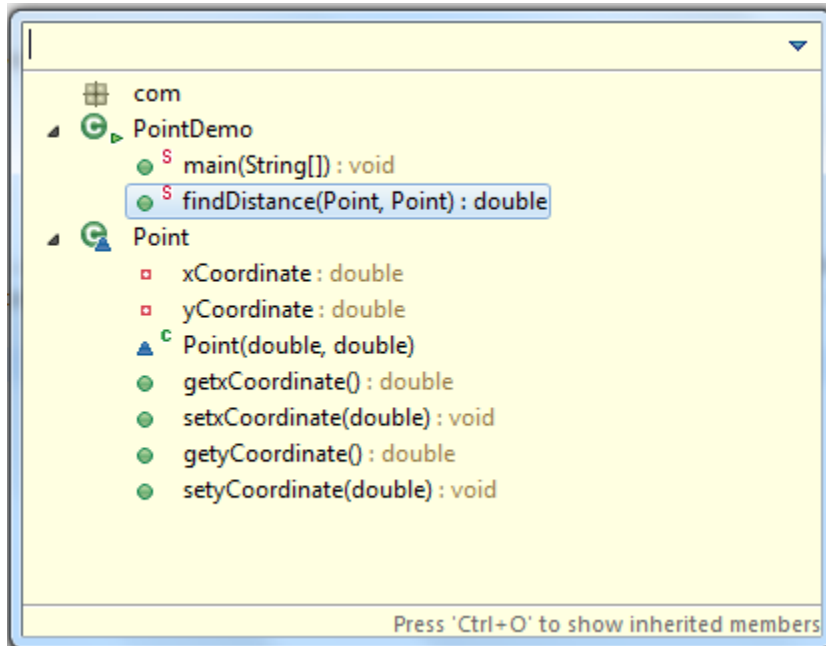 com
PointDemo
main(String[]) : void
findDistance(Point, Point) : double
Point
xCoordinate : double
yCoordinate : double
Point(double, double)
getxCoordinate() : double
setxCoordinate(double) : void
getyCoordinate() : double
setyCoordinate(double) : void
Press 'Ctrl+O' to show inherited members